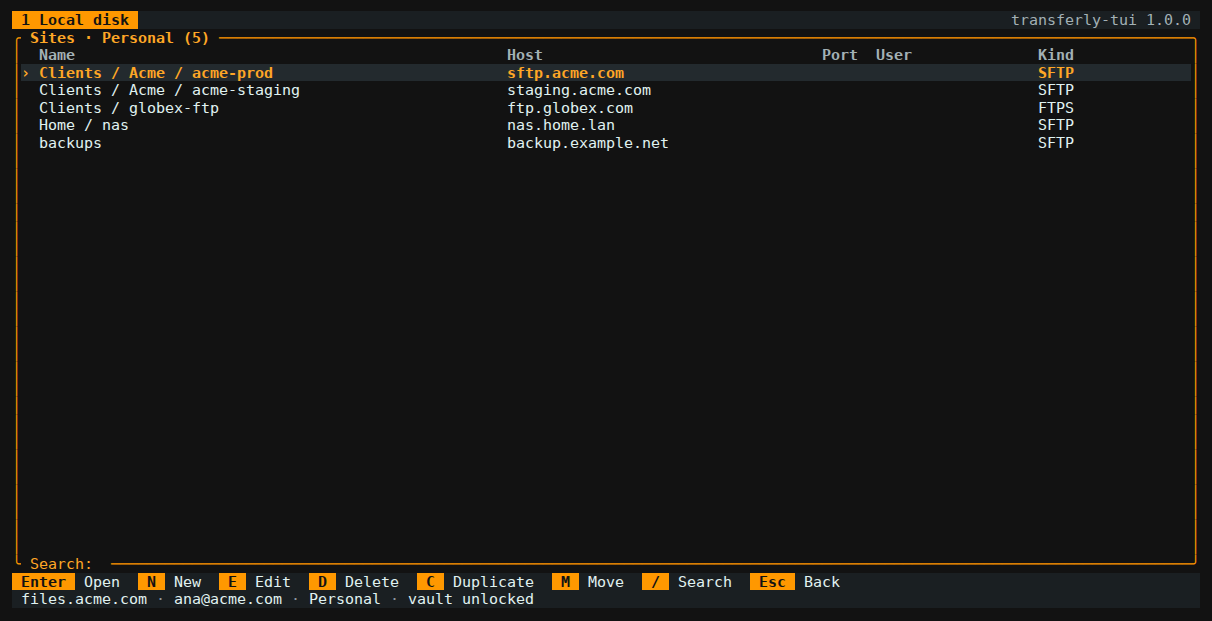 1 Local disk transferly-tui 1.0.0
Sites · Personal (5)
Name Host Port User Kind
› Clients / Acme / acme-prod sftp.acme.com SFTP
Clients / Acme / acme-staging staging.acme.com SFTP
Clients / globex-ftp ftp.globex.com FTPS
Home / nas nas.home.lan SFTP
backups backup.example.net SFTP
Search:
Enter Open N New E Edit D Delete C Duplicate M Move / Search Esc Back
files.acme.com · ana@acme.com · Personal · vault unlocked